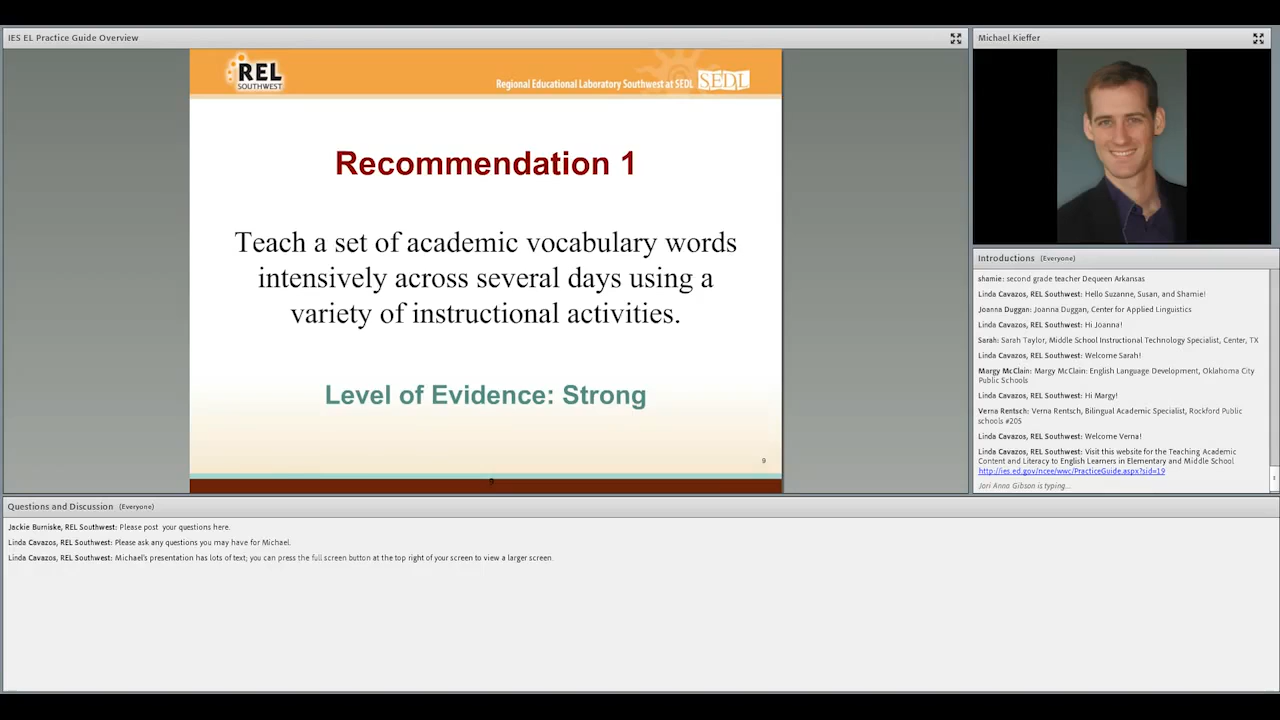 IES EL Practice Guide Overview
REL
SOUTHWEST
Regional Educational Laboratory Southwest at SEDL
SEDL
Recommendation 1
Teach a set of academic vocabulary words
intensively across several days using a
variety of instructional activities.
Level of Evidence: Strong
9
9
Michael Kieffer
Introductions (Everyone)
shamie: second grade teacher Dequeen Arkansas
Linda Cavazos, REL Southwest: Hello Suzanne, Susan, and Shamie!
Joanna Duggan: Joanna Duggan, Center for Applied Linguistics
Linda Cavazos, REL Southwest: Hi Joanna!
Sarah: Sarah Taylor, Middle School Instructional Technology Specialist, Center, TX
Linda Cavazos, REL Southwest: Welcome Sarah!
Margy McClain: Margy McClain: English Language Development, Oklahoma City
Public Schools
Linda Cavazos, REL Southwest: Hi Margy!
Verna Rentsch: Verna Rentsch, Bilingual Academic Specialist, Rockford Public
schools #205
Linda Cavazos, REL Southwest: Welcome Verna!
Linda Cavazos, REL Southwest: Visit this website for the Teaching Academic
Content and Literacy to English Learners in Elementary and Middle School
http://ies.ed.gov/ncee/wwc/PracticeGuide.aspx?sid=19
Jori Anna Gibson is typing...
Questions and Discussion (Everyone)
Jackie Burniske, REL Southwest: Please post your questions here.
Linda Cavazos, REL Southwest: Please ask any questions you may have for Michael.
Linda Cavazos, REL Southwest: Michael's presentation has lots of text; you can press the full screen button at the top right of your screen to view a larger screen.